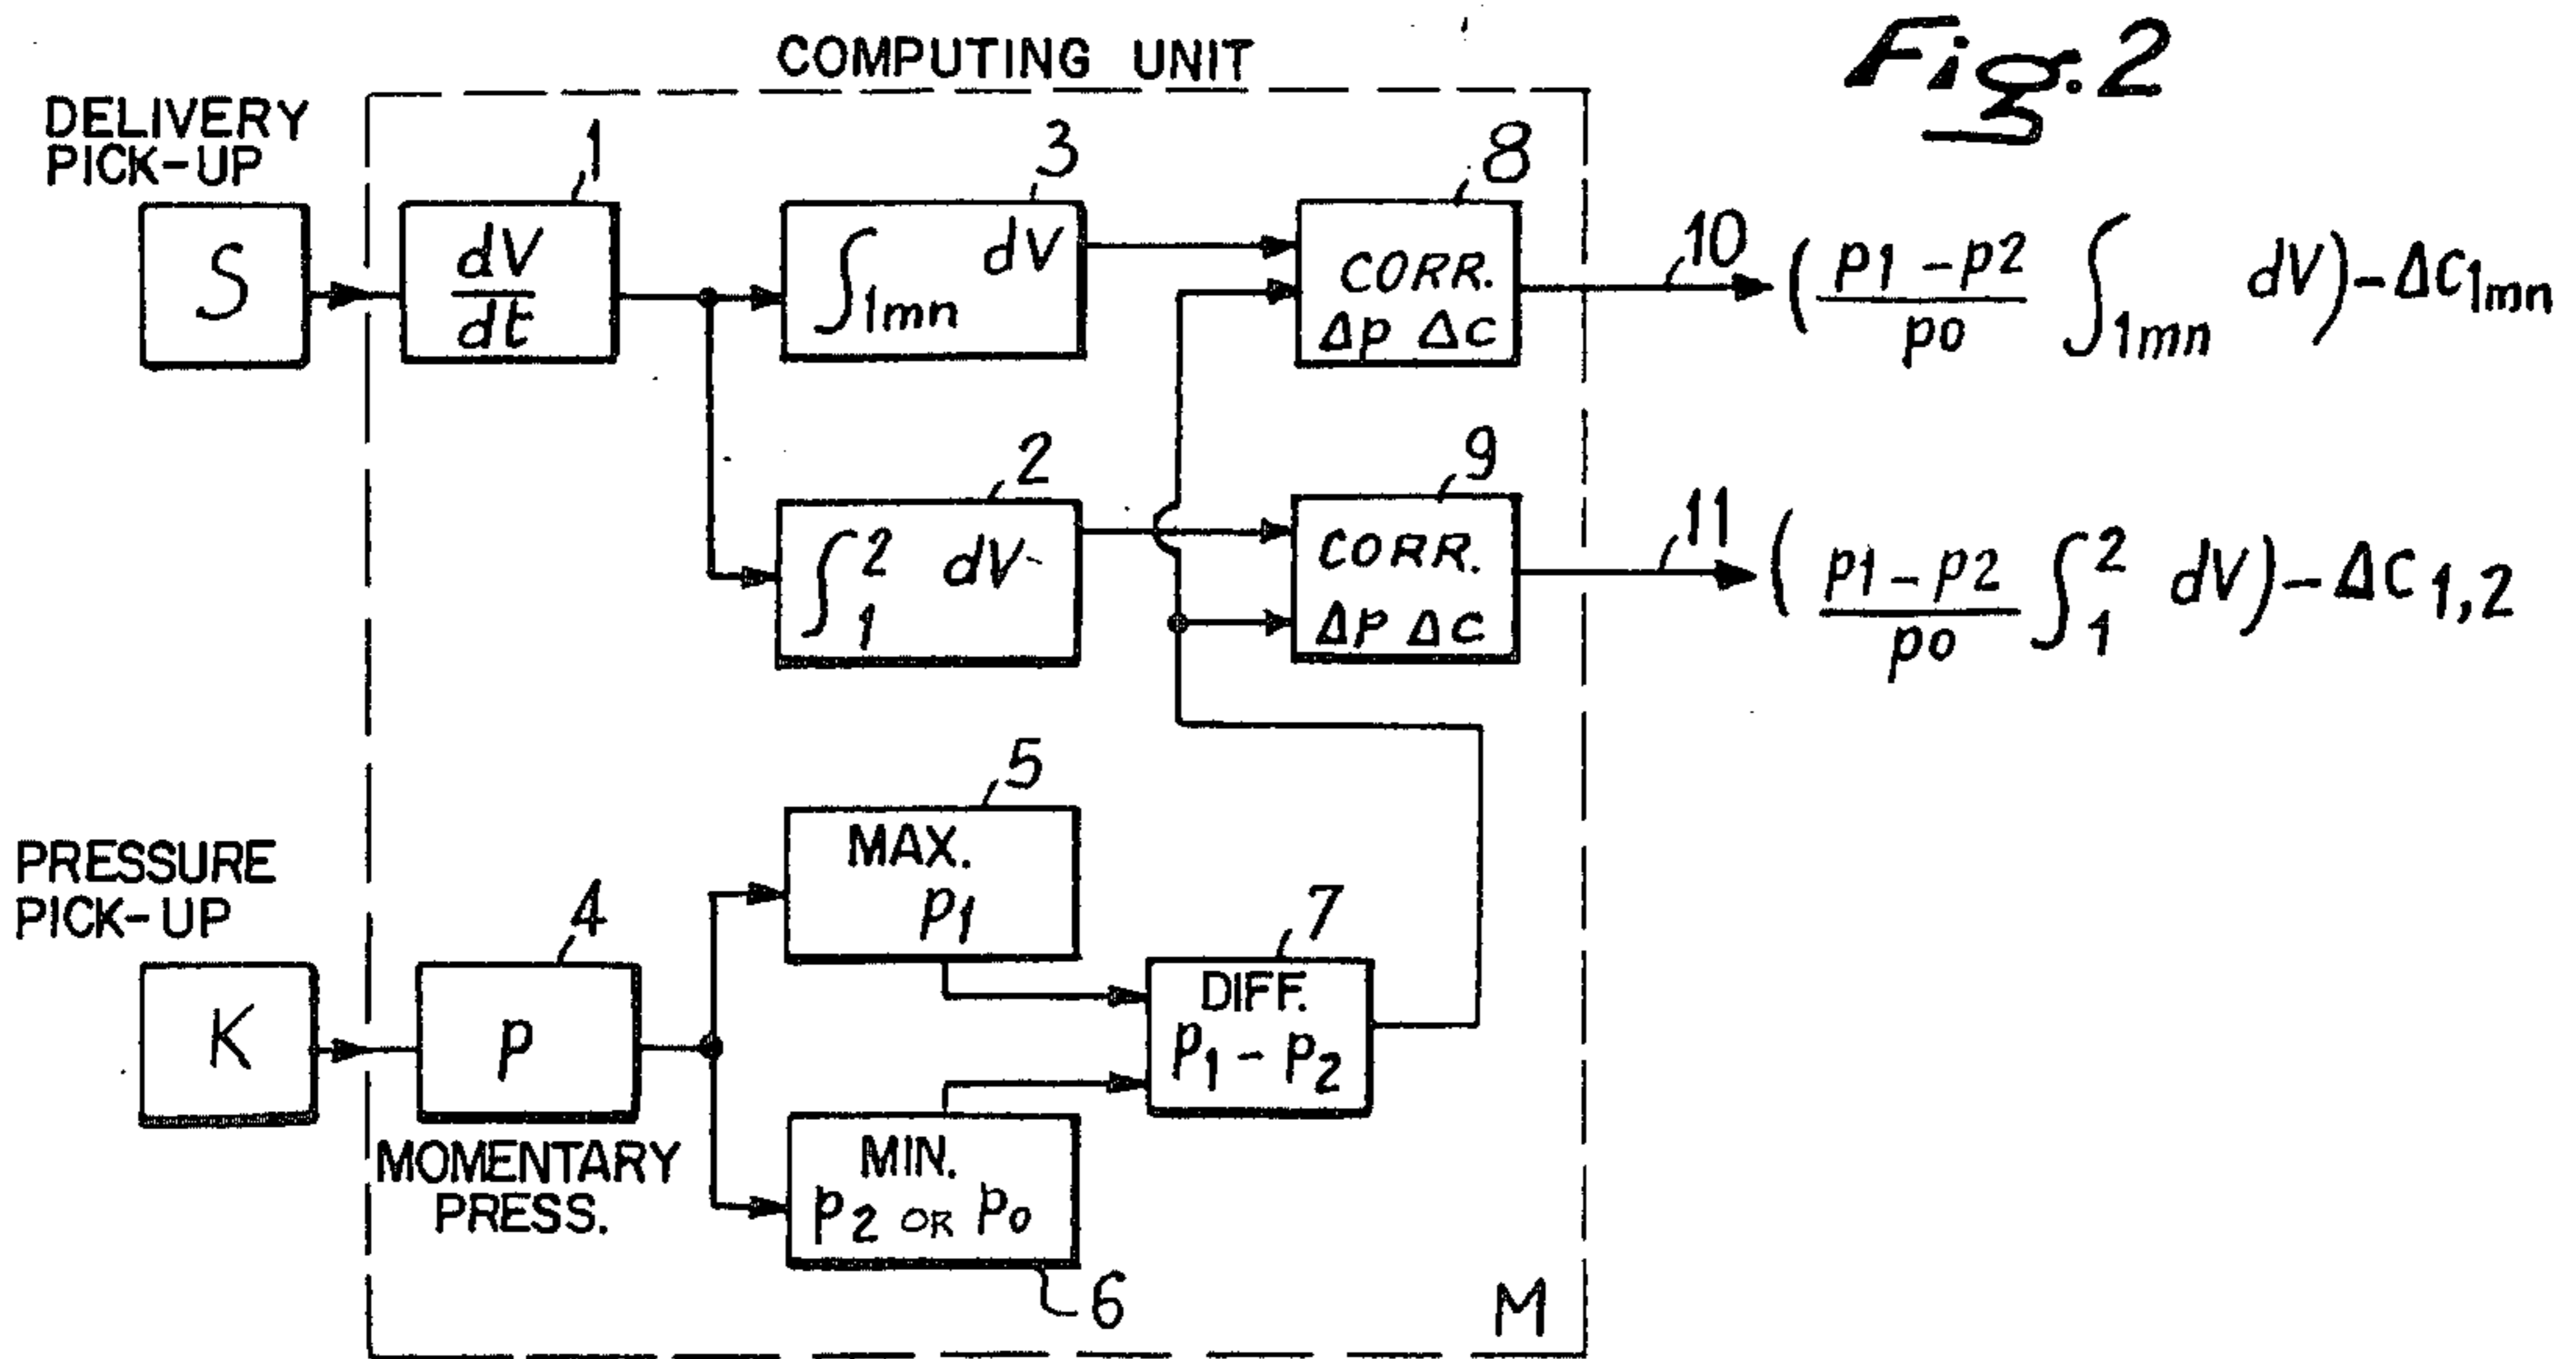 Fig. 2
COMPUTING UNIT
DELIVERY
PICK-UP
S
1
dV
dt
3
∫1mn dV
8
CORR.
Δp Δc
10
(p1 - p2 / po ∫1mn dV) - ΔC1mn
2
∫1 2 dV
9
CORR.
Δp Δc
11
(p1 - p2 / po ∫1 2 dV) - ΔC 1,2
PRESSURE
PICK-UP
K
4
p
MOMENTARY
PRESS.
5
MAX.
p1
7
DIFF.
p1 - p2
MIN.
p2 OR po
6
M